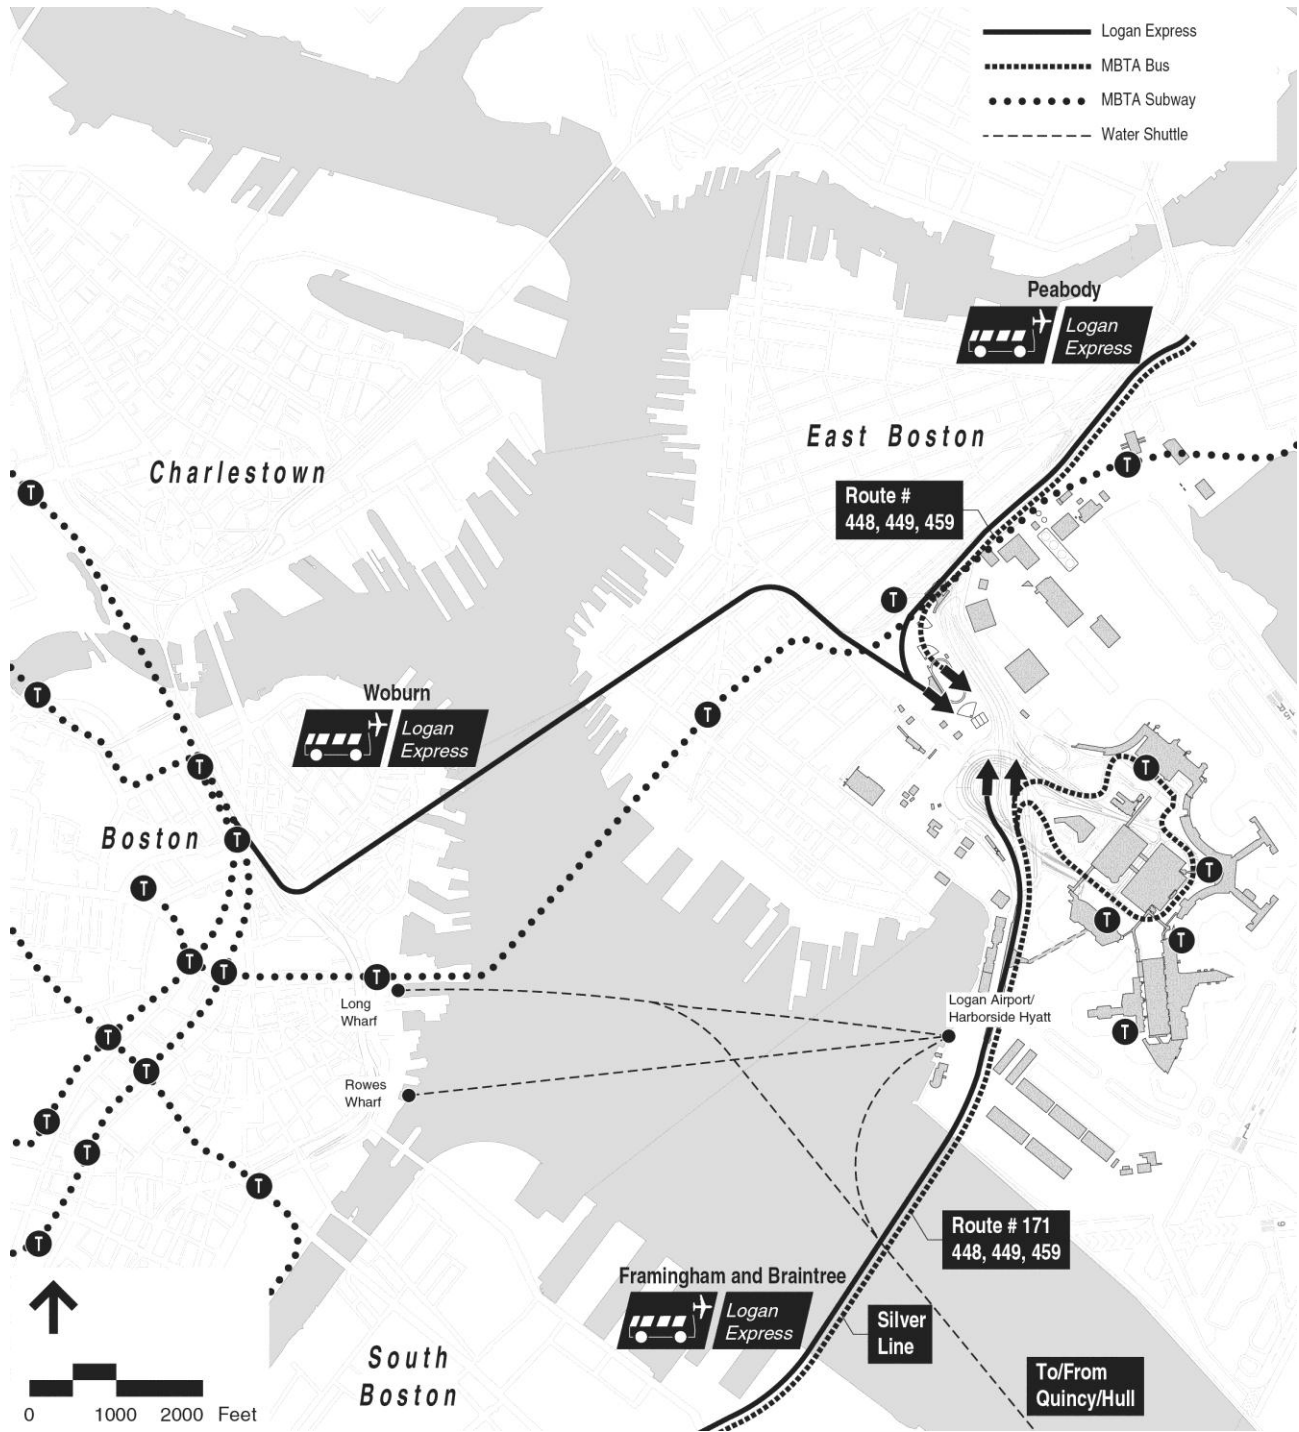 Logan Express
MBTA Bus
MBTA Subway
Water Shuttle
Peabody
Logan
Express
East Boston
Charlestown
T
T
Route #
448, 449, 459
T
Woburn
Logan
Express
T
T
T
T
Boston
T
T
T
T
T
T
T
T
T
Long
Wharf
Logan Airport/
Harborside Hyatt
T
T
T
Rowes
Wharf
T
T
T
T
Route # 171
448, 449, 459
Framingham and Braintree
Logan
Express
Silver
Line
To/From
Quincy/Hull
South
Boston
0 1000 2000 Feet